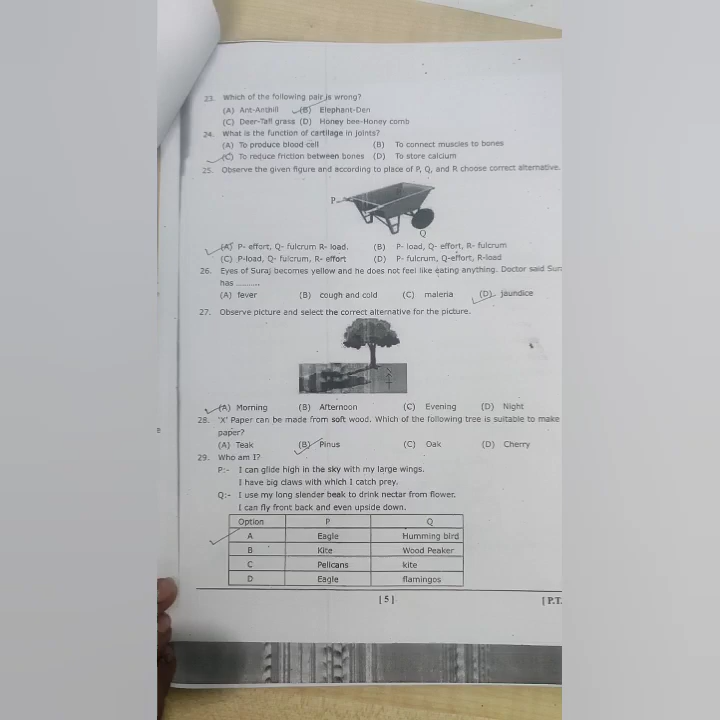 23. Which of the following pair is wrong?
(A) Ant-Anthill (B) Elephant-Den
(C) Deer-Tall grass (D) Honey bee-Honey comb
24. What is the function of cartilage in joints?
(A) To produce blood cell (B) To connect muscles to bones
(C) To reduce friction between bones (D) To store calcium
25. Observe the given figure and according to place of P, Q, and R choose correct alternative.
P
Q
(A) P- effort, Q- fulcrum R- load. (B) P- load, Q- effort, R- fulcrum
(C) P-load, Q- fulcrum, R- effort (D) P- fulcrum, Q-effort, R-load
26. Eyes of Suraj becomes yellow and he does not feel like eating anything. Doctor said
has ..........
(A) fever (B) cough and cold (C) maleria (D) jaundice
27. Observe picture and select the correct alternative for the picture.
(A) Morning (B) Afternoon (C) Evening (D) Night
28. 'X' Paper can be made from soft wood. Which of the following tree is suitable to make
paper?
(A) Teak (B) Pinus (C) Oak (D) Cherry
29. Who am I?
P:- I can glide high in the sky with my large wings.
I have big claws with which I catch prey.
Q:- I use my long slender beak to drink nectar from flower.
I can fly front back and even upside down.
Option P Q
A Eagle Humming bird
B Kite Wood Peaker
C Pelicans kite
D Eagle flamingos
[ 5 ] [ P.T.